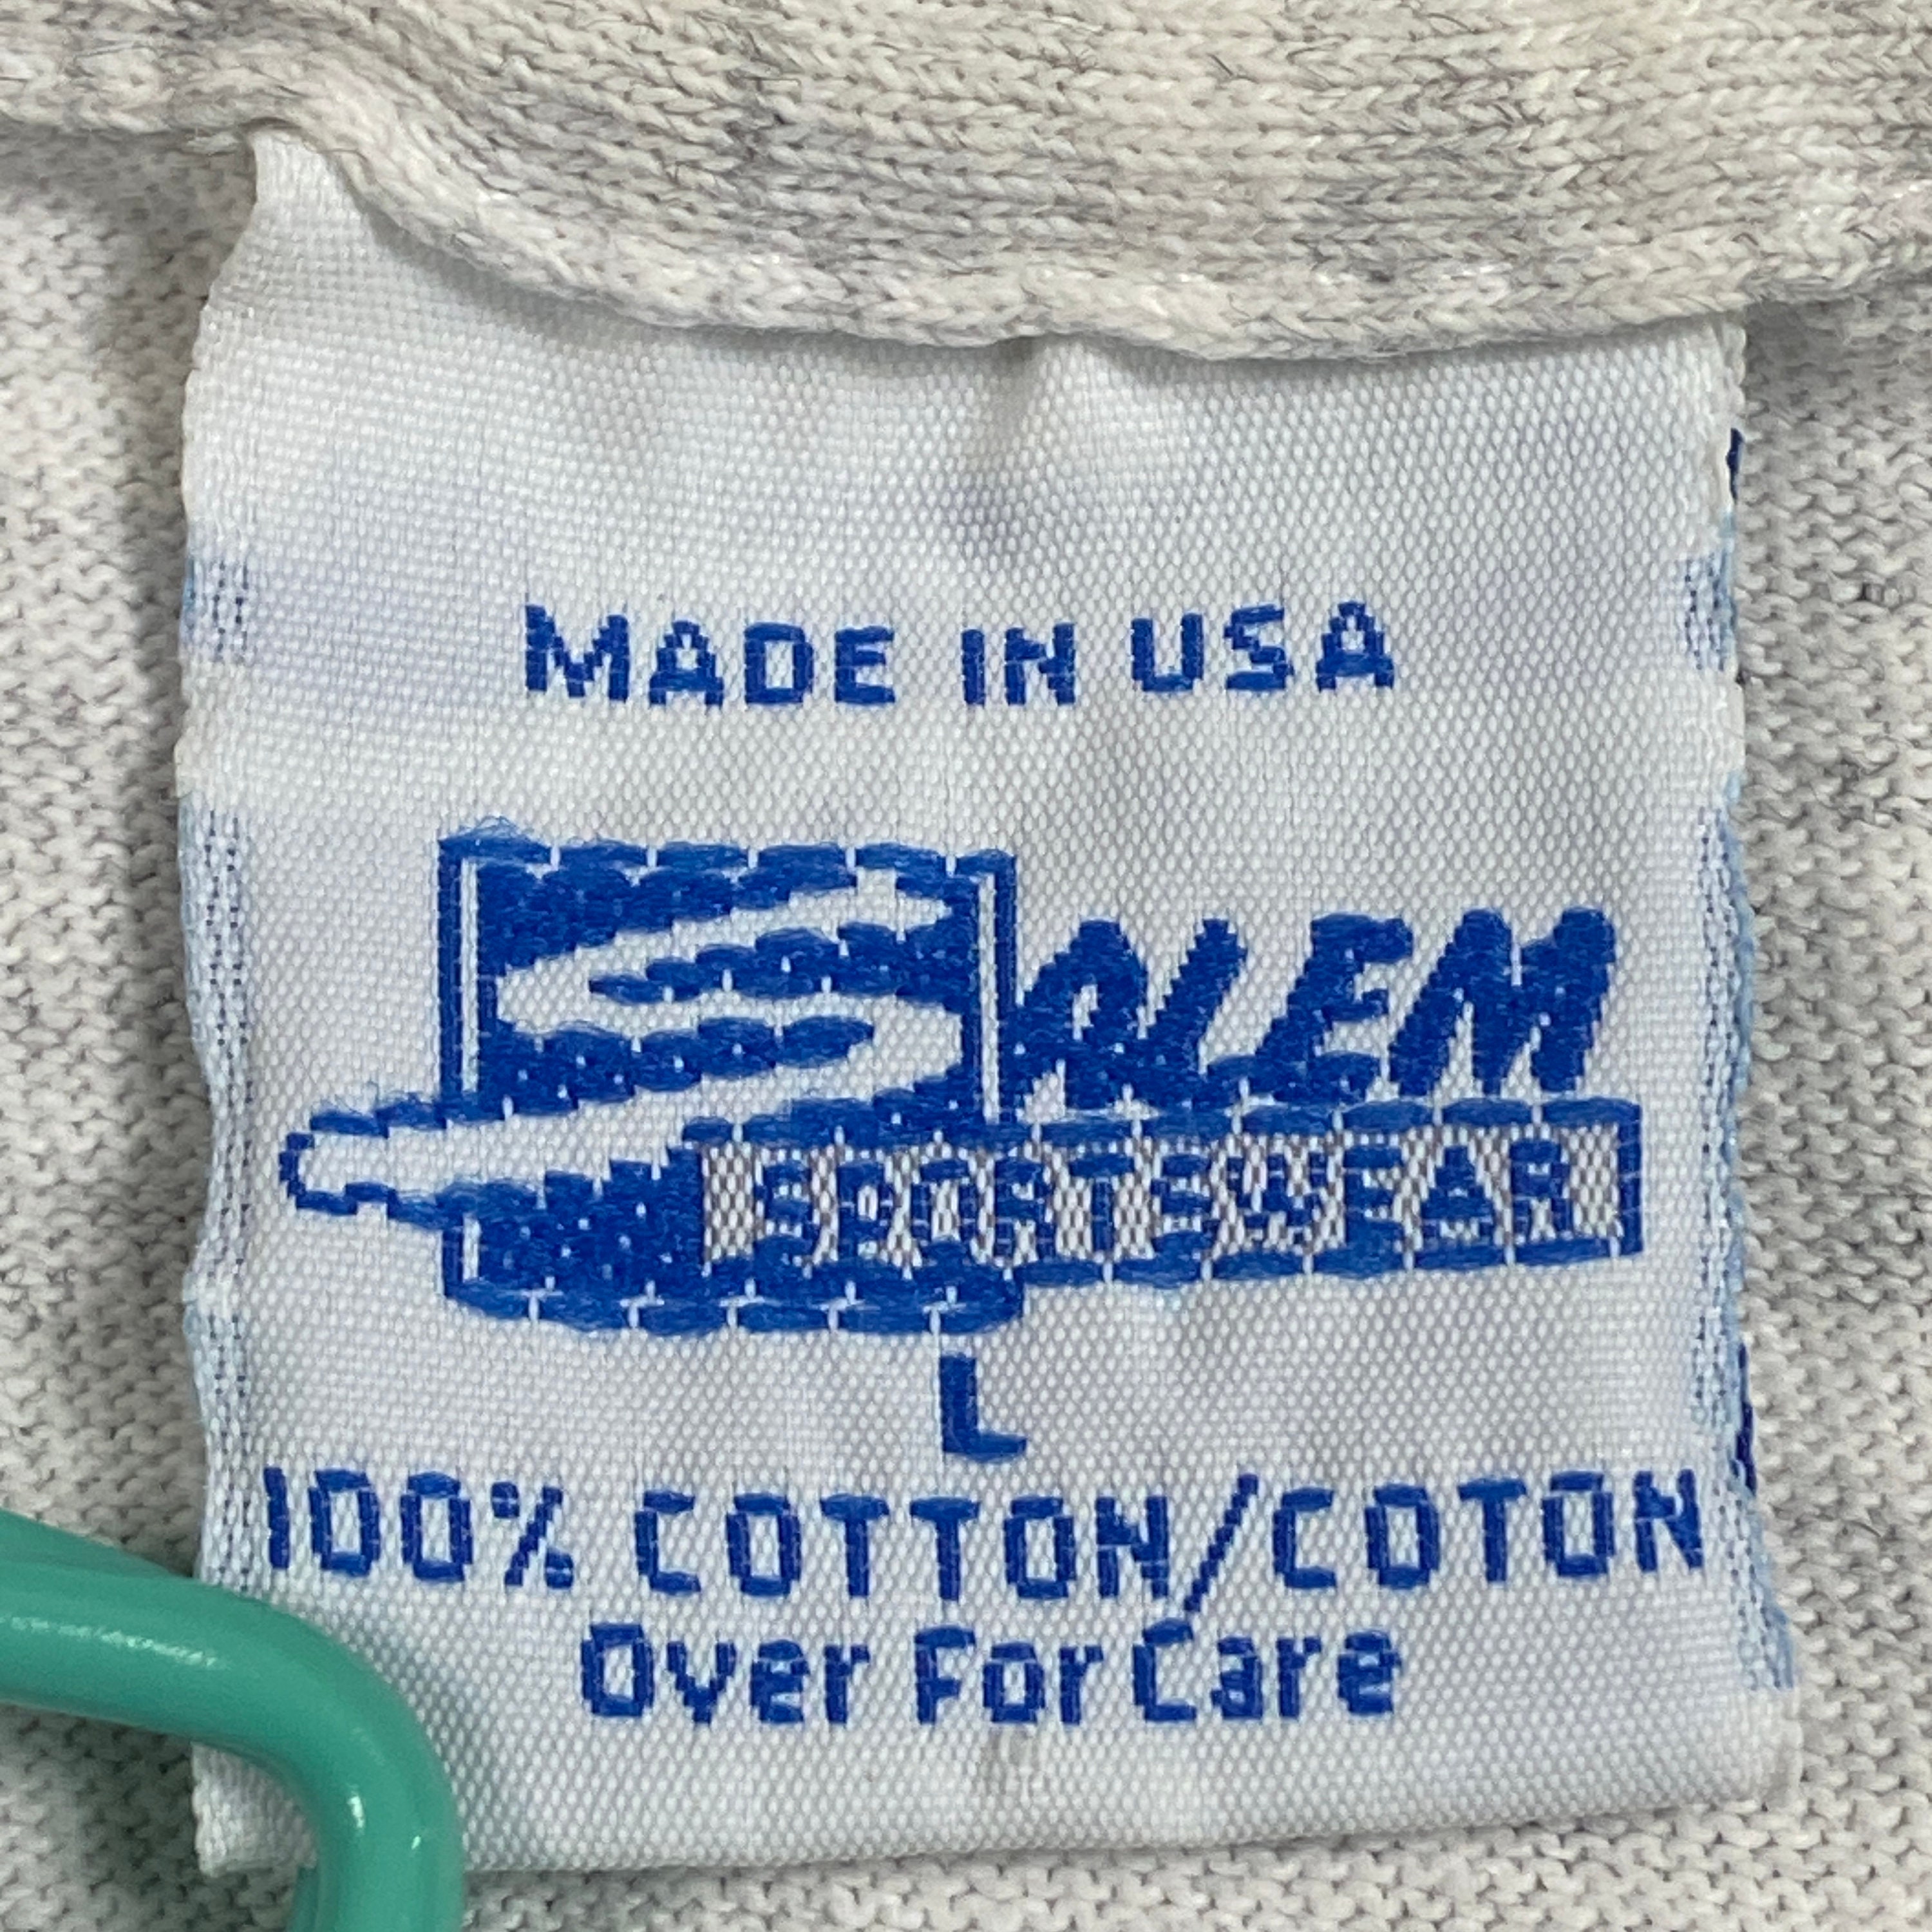 MADE IN USA
SALEM
SPORTSWEAR
L
100% COTTON/COTON
Over For Care